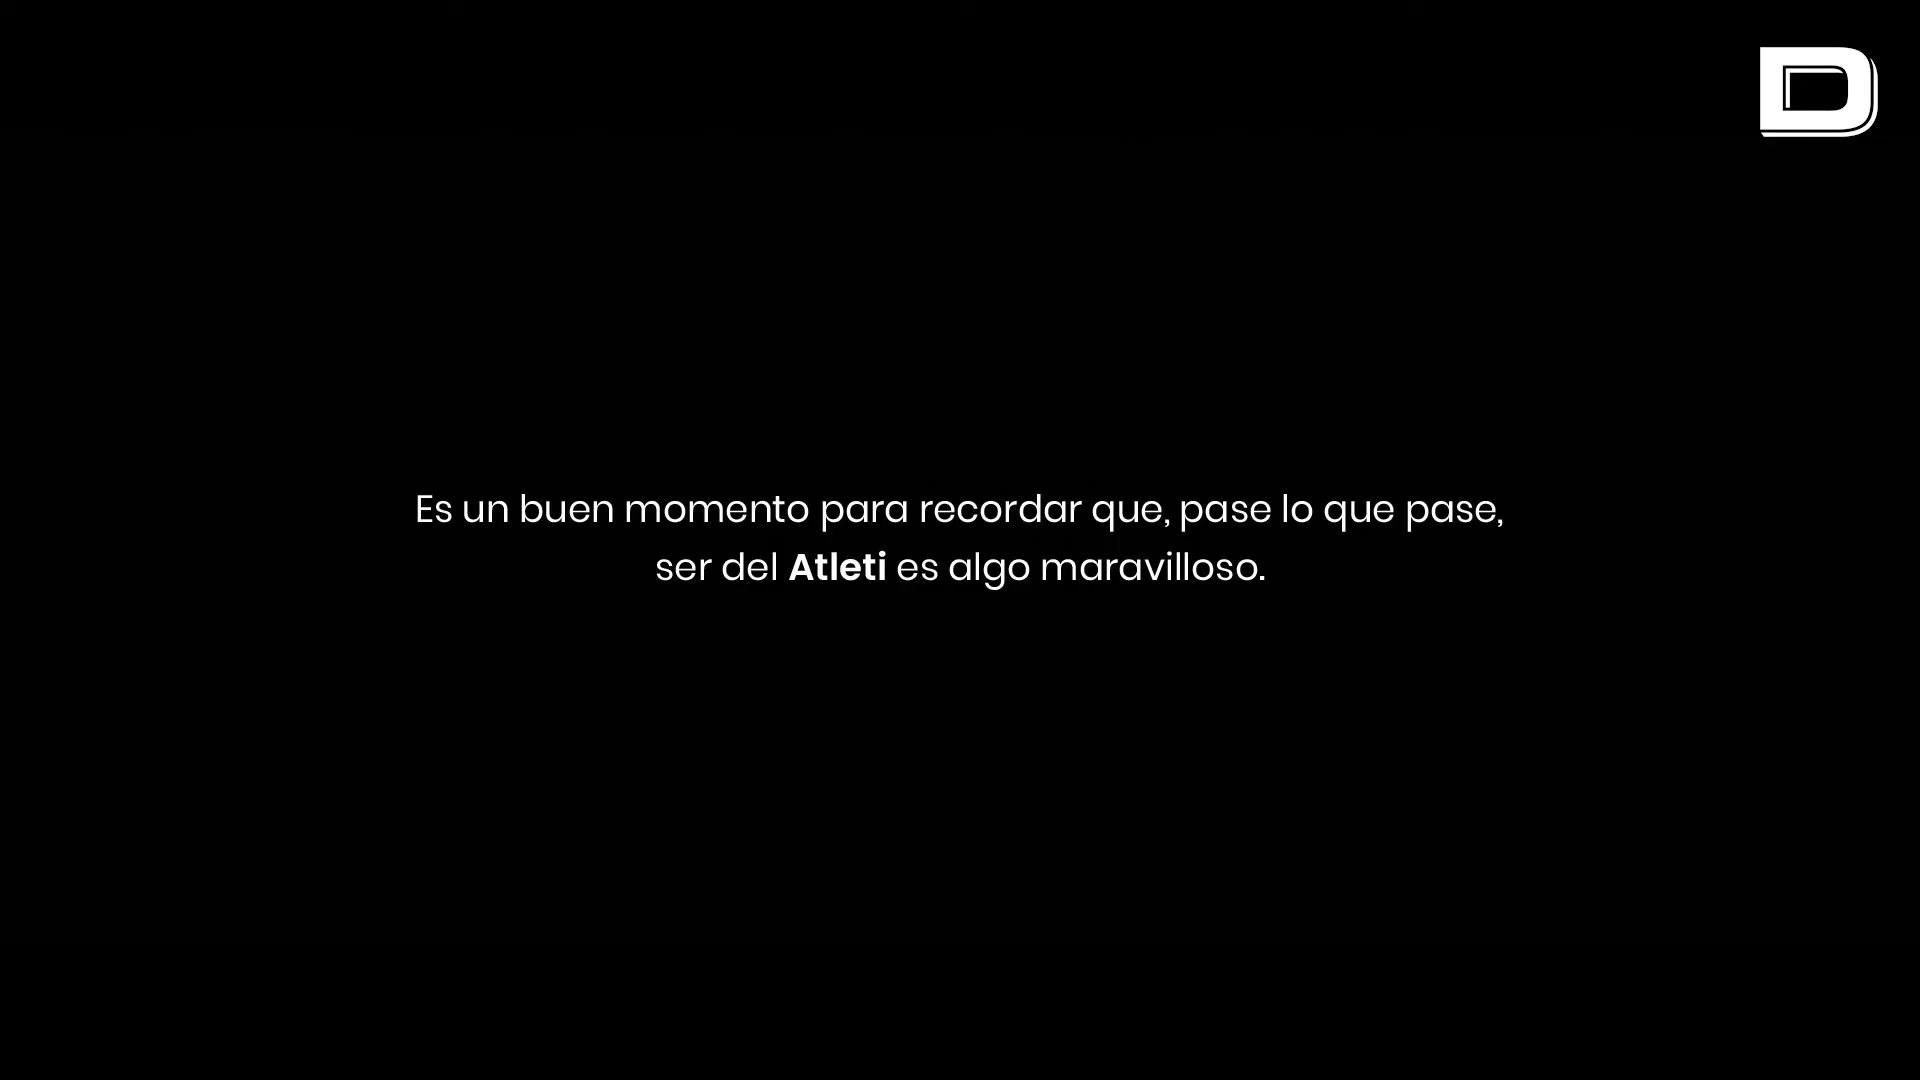 D
Es un buen momento para recordar que, pase lo que pase,
ser del Atleti es algo maravilloso.